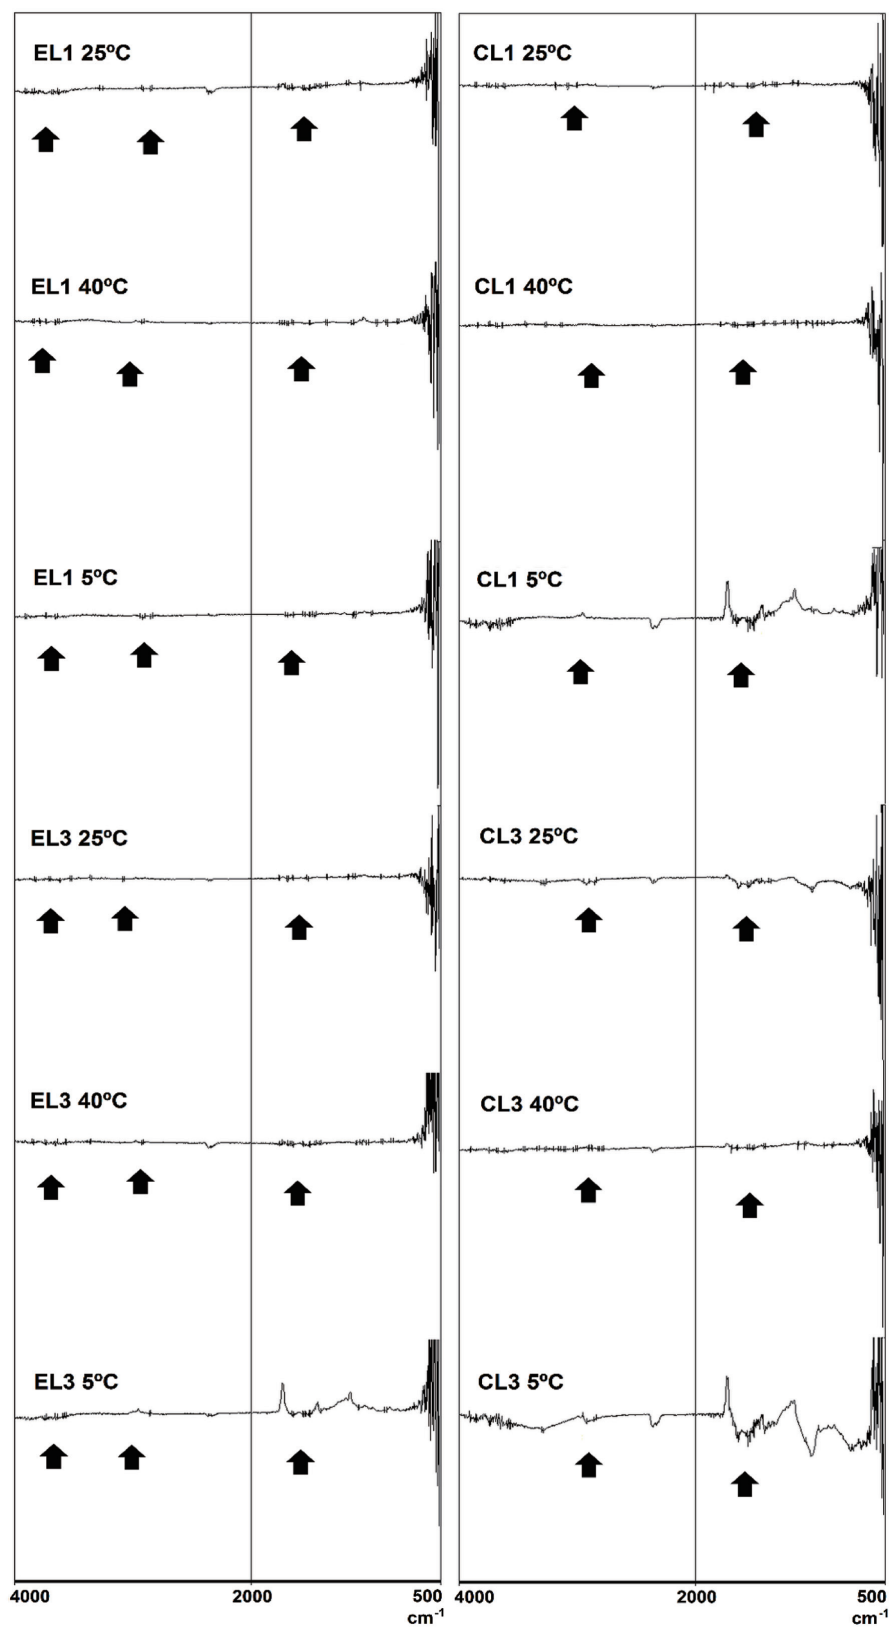 EL1 25ºC
EL1 40ºC
EL1 5ºC
EL3 25ºC
EL3 40ºC
EL3 5ºC
4000 2000 500
cm-1
CL1 25ºC
CL1 40ºC
CL1 5ºC
CL3 25ºC
CL3 40ºC
CL3 5ºC
4000 2000 500
cm-1